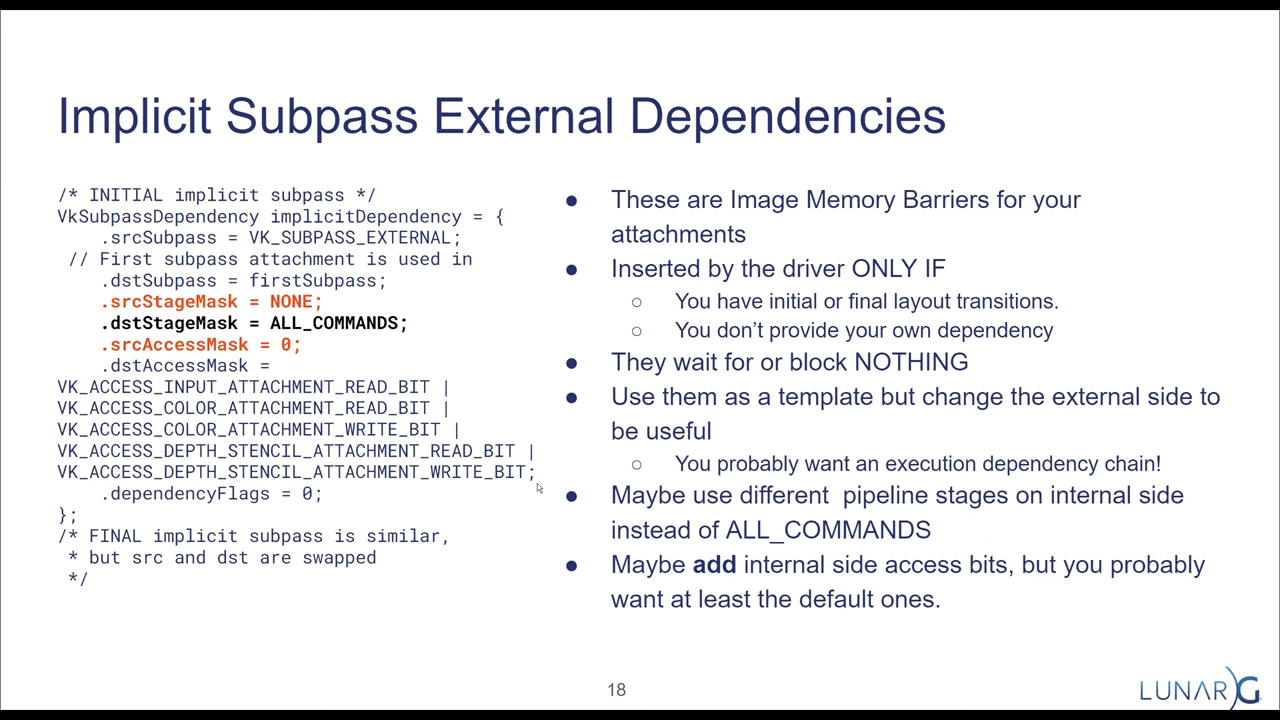 Implicit Subpass External Dependencies
/* INITIAL implicit subpass */
VkSubpassDependency implicitDependency = {
    .srcSubpass = VK_SUBPASS_EXTERNAL;
 // First subpass attachment is used in
    .dstSubpass = firstSubpass;
    .srcStageMask = NONE;
    .dstStageMask = ALL_COMMANDS;
    .srcAccessMask = 0;
    .dstAccessMask =
VK_ACCESS_INPUT_ATTACHMENT_READ_BIT |
VK_ACCESS_COLOR_ATTACHMENT_READ_BIT |
VK_ACCESS_COLOR_ATTACHMENT_WRITE_BIT |
VK_ACCESS_DEPTH_STENCIL_ATTACHMENT_READ_BIT |
VK_ACCESS_DEPTH_STENCIL_ATTACHMENT_WRITE_BIT;
    .dependencyFlags = 0;
};
/* FINAL implicit subpass is similar,
 * but src and dst are swapped
 */
● These are Image Memory Barriers for your
attachments
● Inserted by the driver ONLY IF
○ You have initial or final layout transitions.
○ You don’t provide your own dependency
● They wait for or block NOTHING
● Use them as a template but change the external side to
be useful
○ You probably want an execution dependency chain!
● Maybe use different  pipeline stages on internal side
instead of ALL_COMMANDS
● Maybe add internal side access bits, but you probably
want at least the default ones.
18
LUNARG